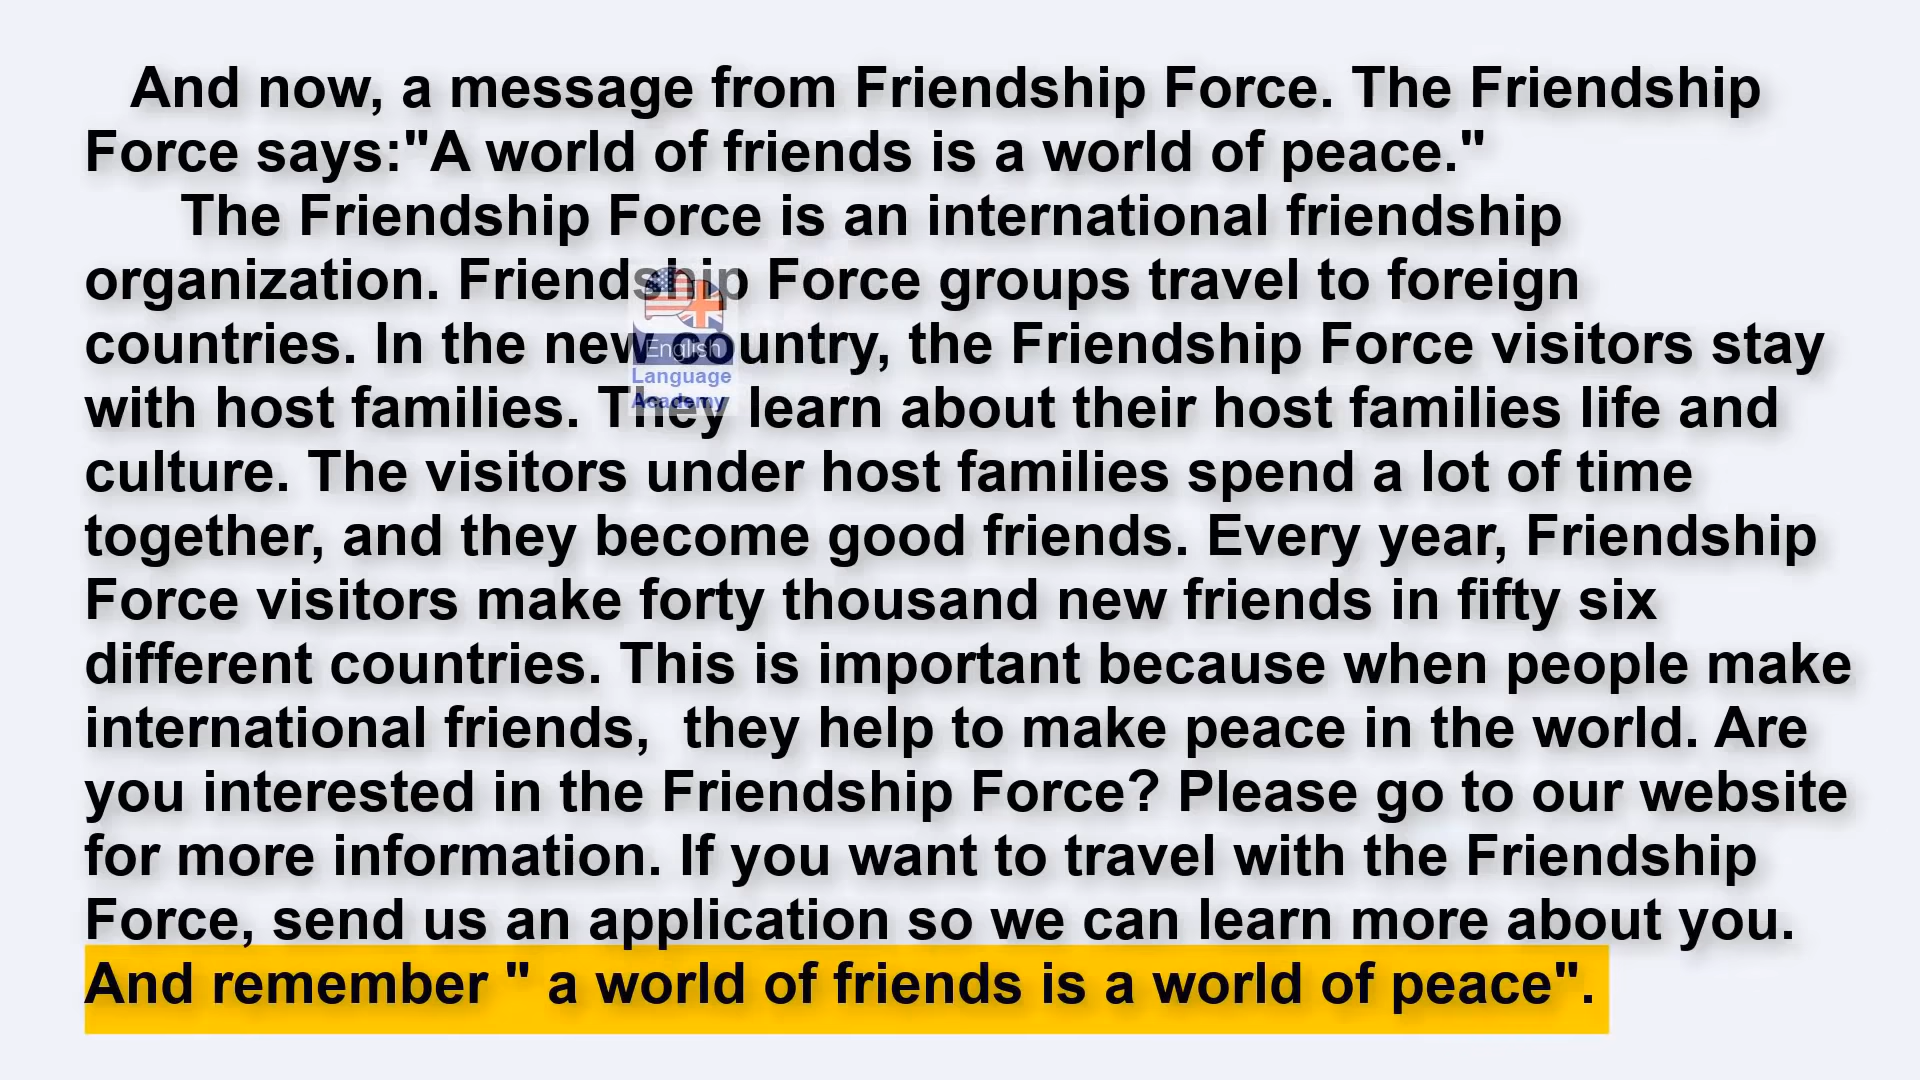 And now, a message from Friendship Force. The Friendship
Force says:"A world of friends is a world of peace."
The Friendship Force is an international friendship
organization. Friendship Force groups travel to foreign
countries. In the new country, the Friendship Force visitors stay
with host families. They learn about their host families life and
culture. The visitors under host families spend a lot of time
together, and they become good friends. Every year, Friendship
Force visitors make forty thousand new friends in fifty six
different countries. This is important because when people make
international friends,  they help to make peace in the world. Are
you interested in the Friendship Force? Please go to our website
for more information. If you want to travel with the Friendship
Force, send us an application so we can learn more about you.
And remember " a world of friends is a world of peace".
English
Language
Academy